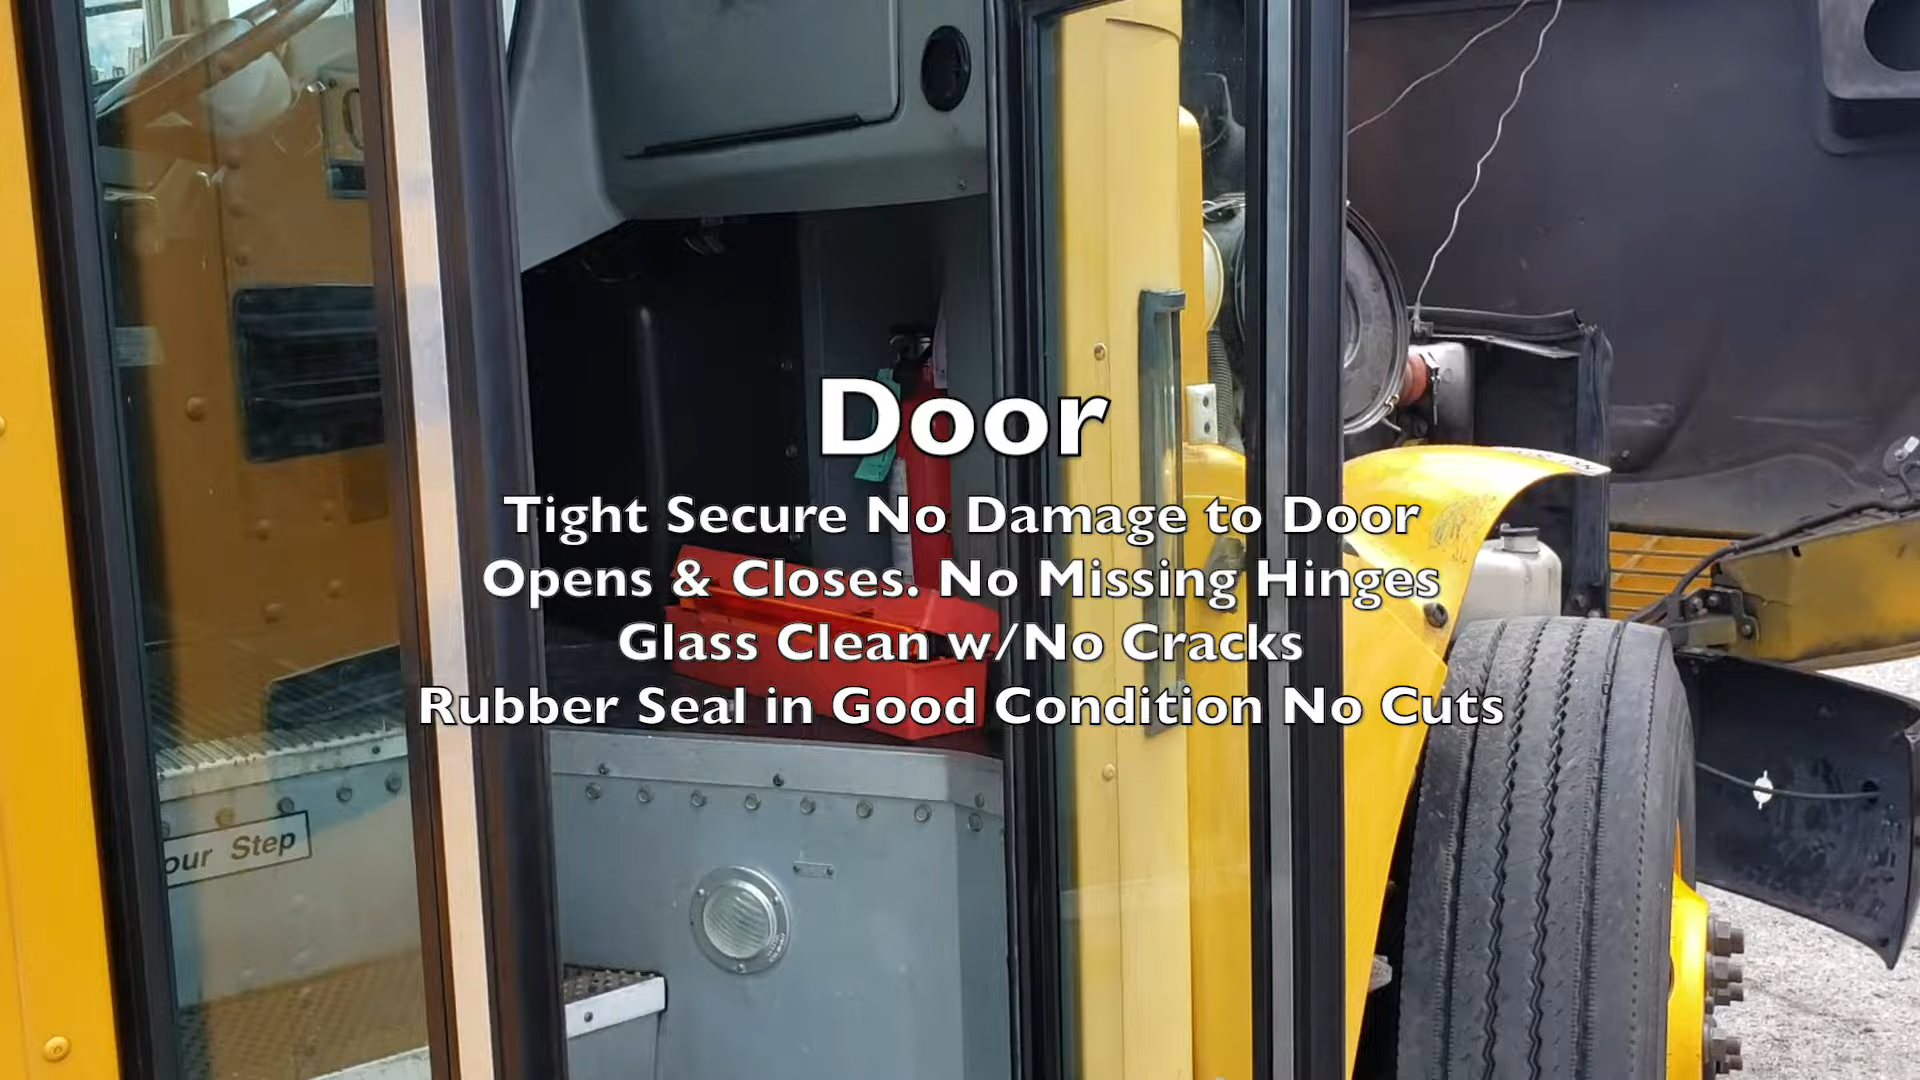 Door
Tight Secure No Damage to Door
Opens & Closes. No Missing Hinges
Glass Clean w/No Cracks
Rubber Seal in Good Condition No Cuts
our Step